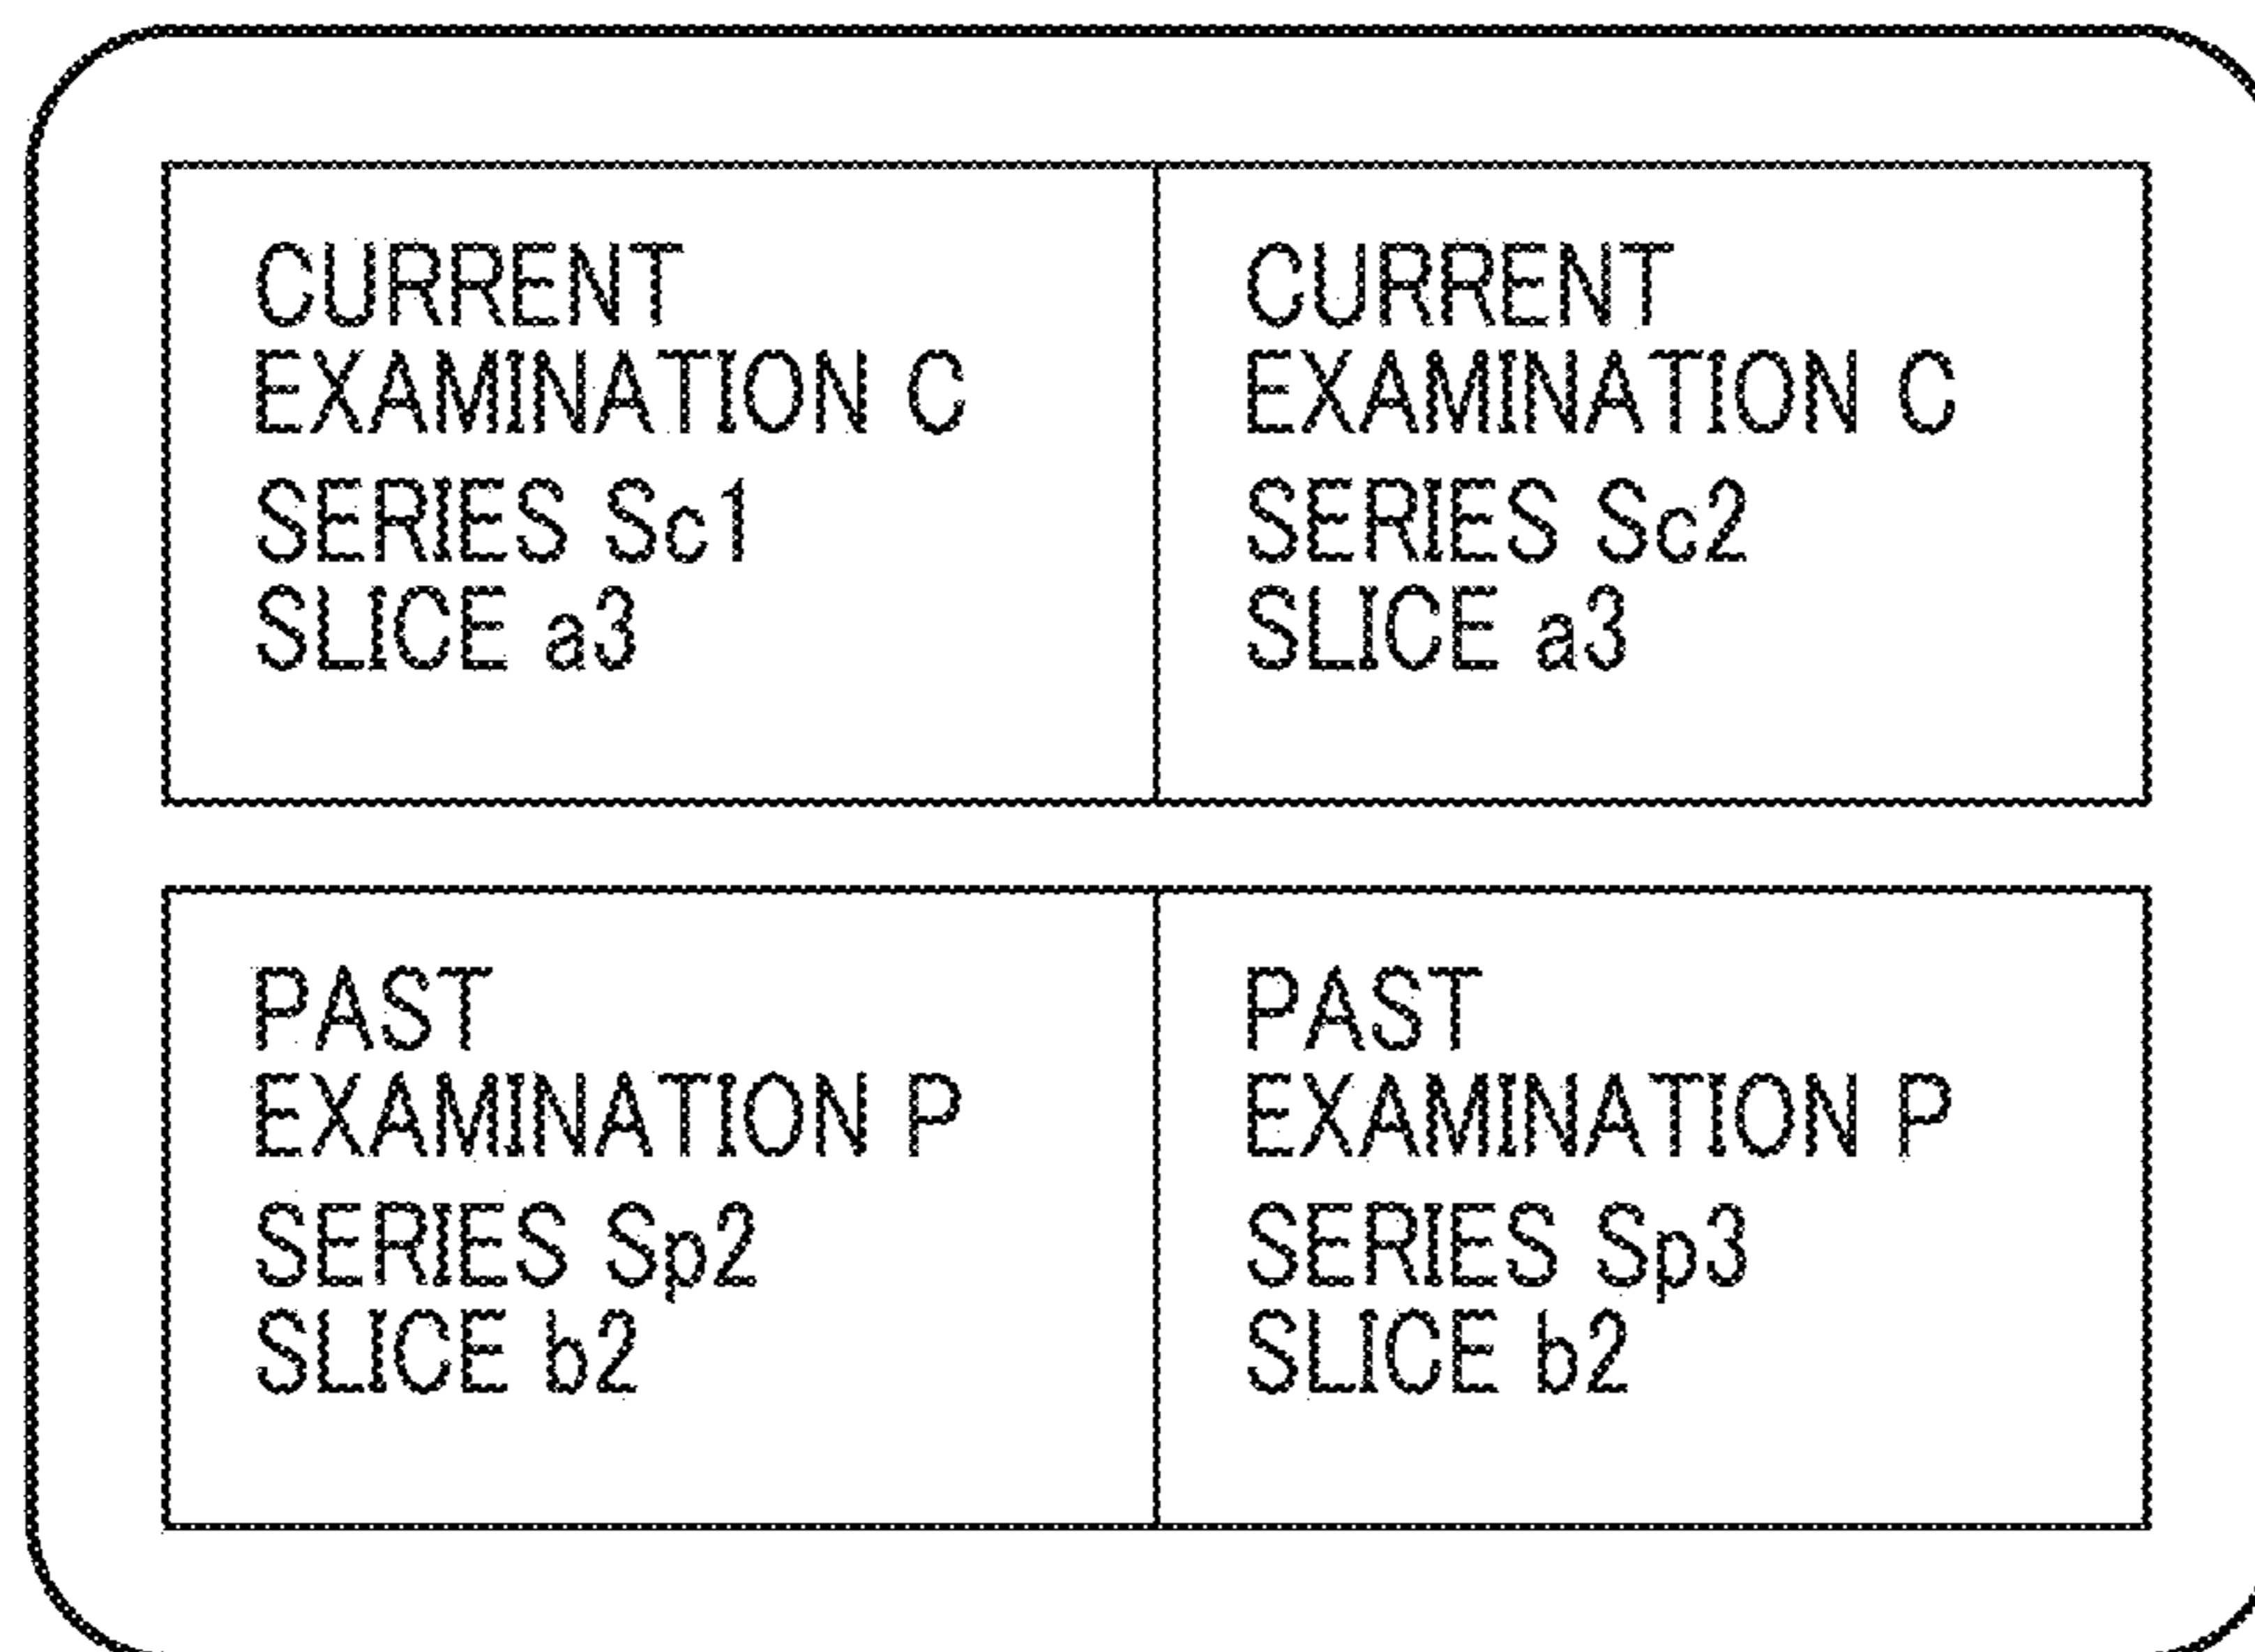 CURRENT
EXAMINATION C
SERIES Sc1
SLICE a3
CURRENT
EXAMINATION C
SERIES Sc2
SLICE a3
PAST
EXAMINATION P
SERIES Sp2
SLICE b2
PAST
EXAMINATION P
SERIES Sp3
SLICE b2